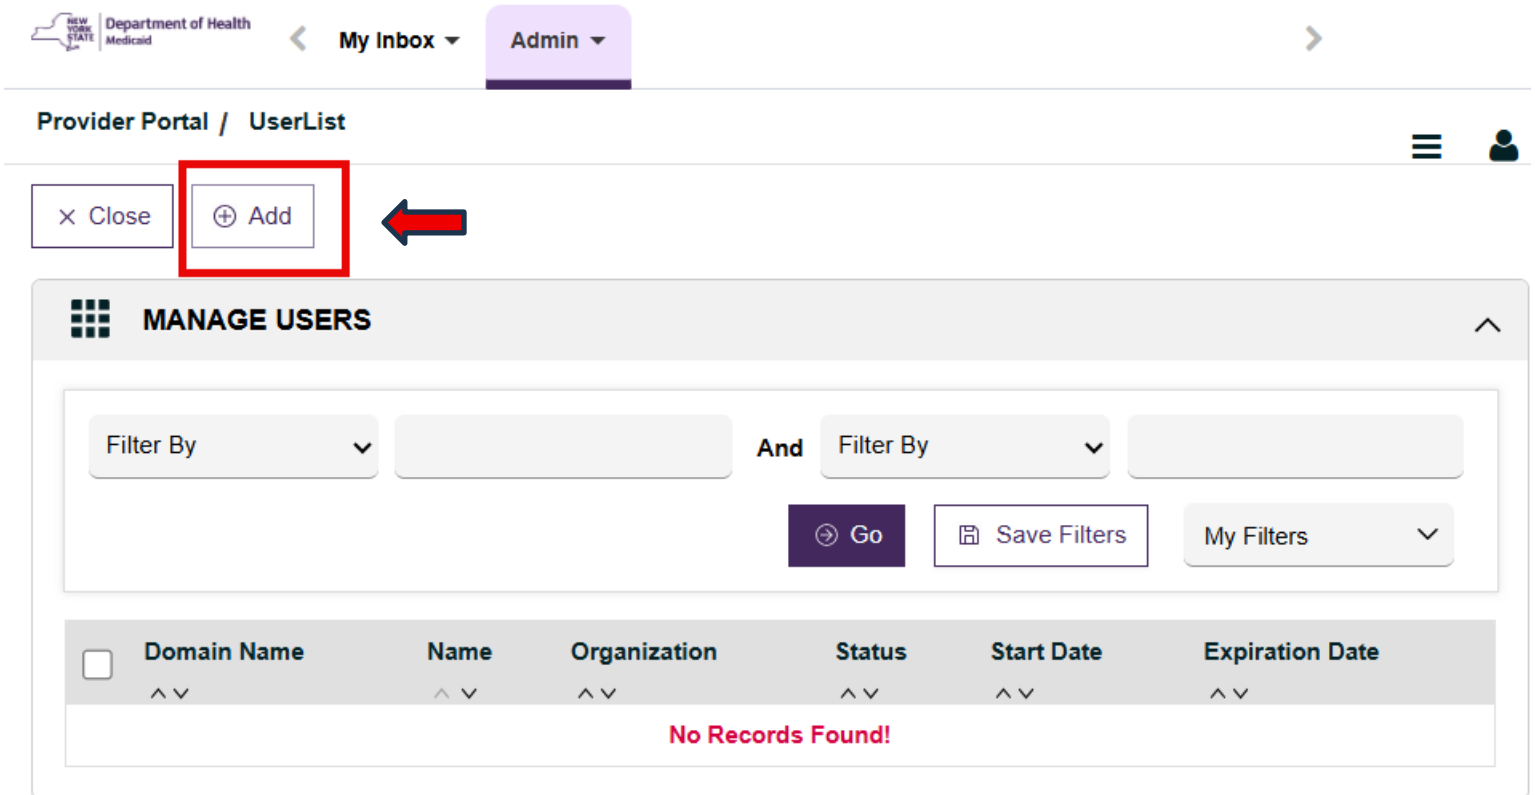 NEW YORK STATE
Department of Health
Medicaid
My Inbox
Admin
Provider Portal / UserList
Close
Add
MANAGE USERS
Filter By
And
Filter By
Go
Save Filters
My Filters
Domain Name Name Organization Status Start Date Expiration Date
No Records Found!